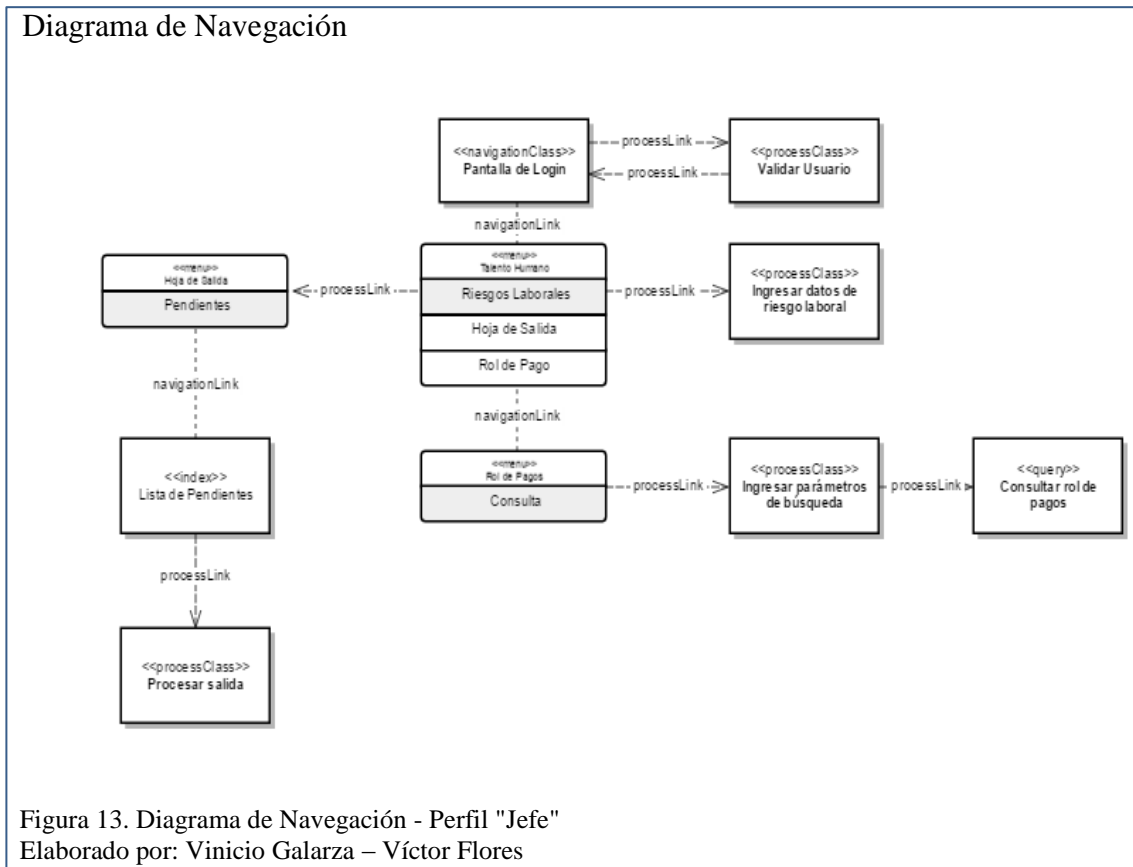 Diagrama de Navegación
<<navigationClass>>
Pantalla de Login
processLink
processLink
<<processClass>>
Validar Usuario
navigationLink
<<menu>>
Hoja de Salida
Pendientes
processLink
<<menu>>
Talento Humano
Riesgos Laborales
Hoja de Salida
Rol de Pago
processLink
<<processClass>>
Ingresar datos de
riesgo laboral
navigationLink
navigationLink
<<index>>
Lista de Pendientes
<<menu>>
Rol de Pagos
Consulta
processLink
<<processClass>>
Ingresar parámetros
de búsqueda
processLink
<<query>>
Consultar rol de
pagos
processLink
<<processClass>>
Procesar salida
Figura 13. Diagrama de Navegación - Perfil "Jefe"
Elaborado por: Vinicio Galarza – Víctor Flores